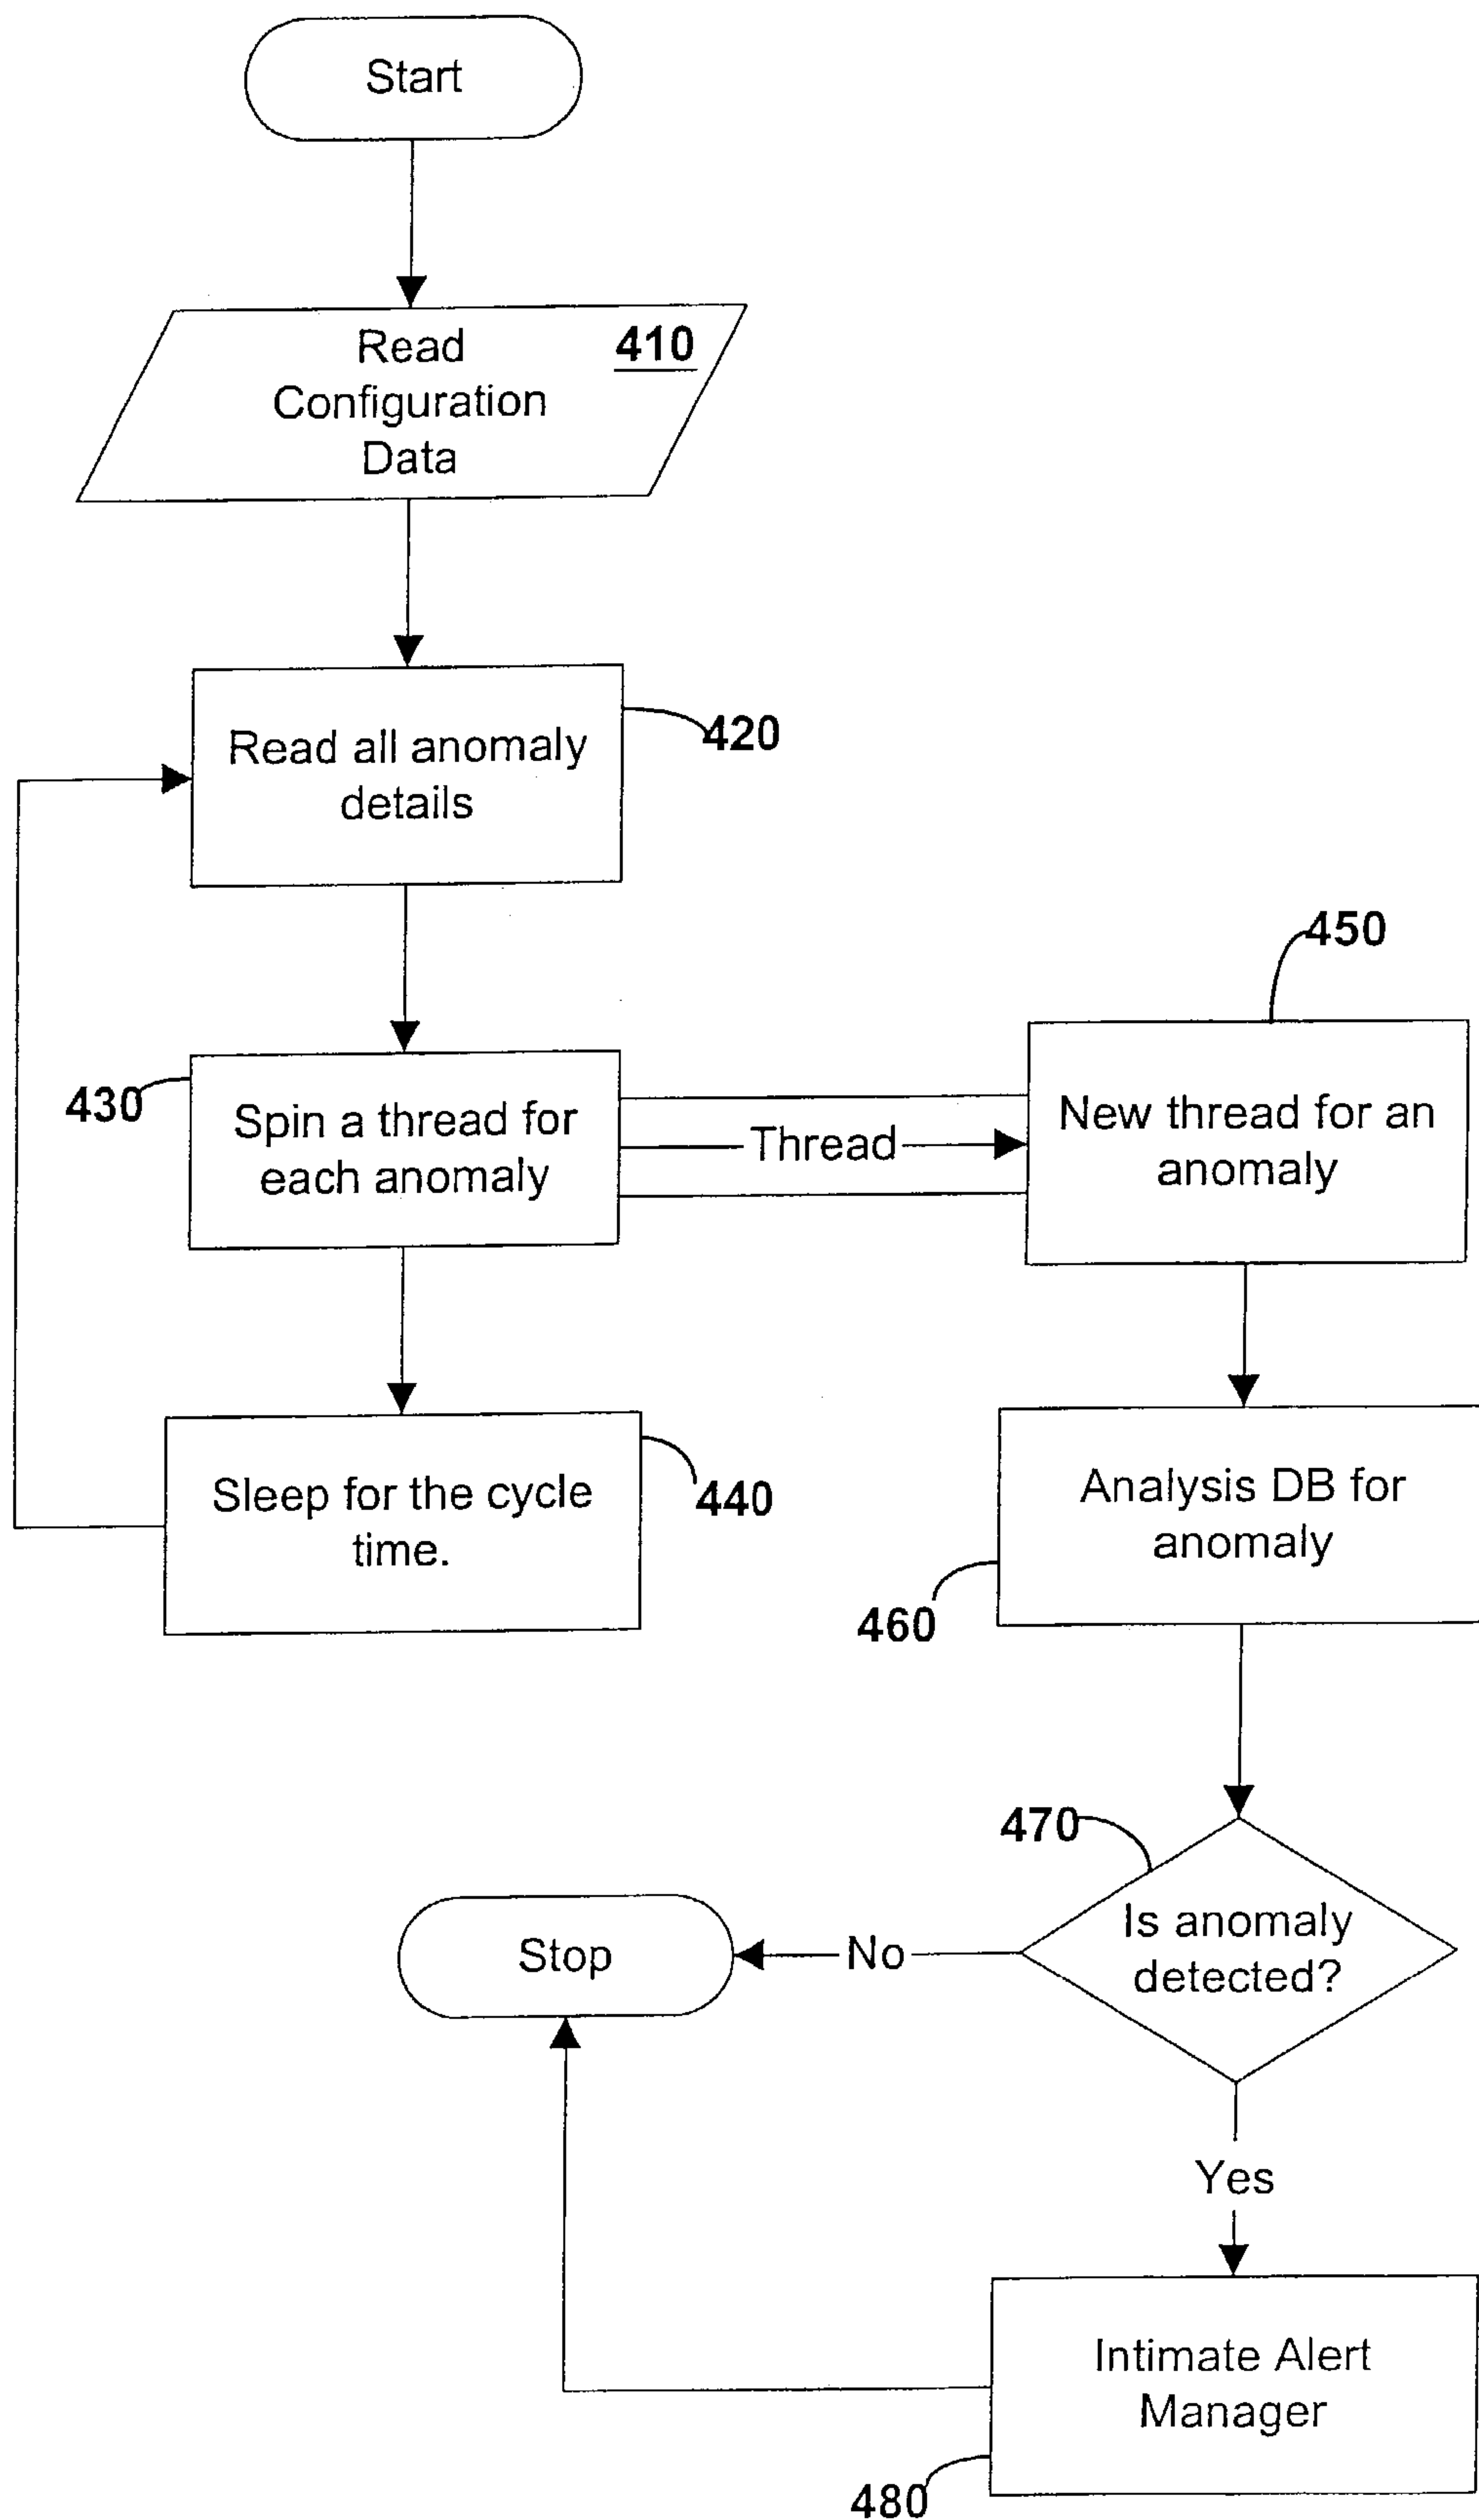 Start
Read
410
Configuration
Data
Read all anomaly
details
420
450
430
Spin a thread for
each anomaly
Thread
New thread for an
anomaly
Sleep for the cycle
time.
440
Analysis DB for
anomaly
460
470
Is anomaly
detected?
No
Stop
Yes
Intimate Alert
Manager
480